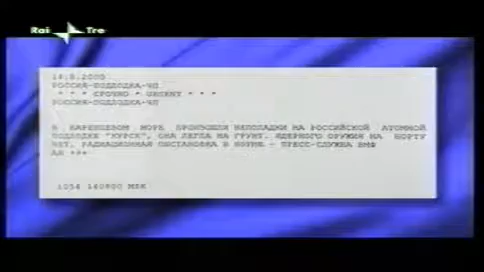 Rai Tre
14.8.2000
РОССИЯ-ПОДЛОДКА-ЧП
* * * СРОЧНО * URGENT * * *
РОССИЯ-ПОДЛОДКА-ЧП
В БАРЕНЦЕВОМ МОРЕ ПРОИЗОШЛИ НЕПОЛАДКИ НА РОССИЙСКОЙ АТОМНОЙ
ПОДЛОДКЕ "КУРСК", ОНА ЛЕГЛА НА ГРУНТ. ЯДЕРНОГО ОРУЖИЯ НА БОРТУ
НЕТ, РАДИАЦИОННАЯ ОБСТАНОВКА В НОРМЕ - ПРЕСС-СЛУЖБА ВМФ
***
1054 140800 МСК